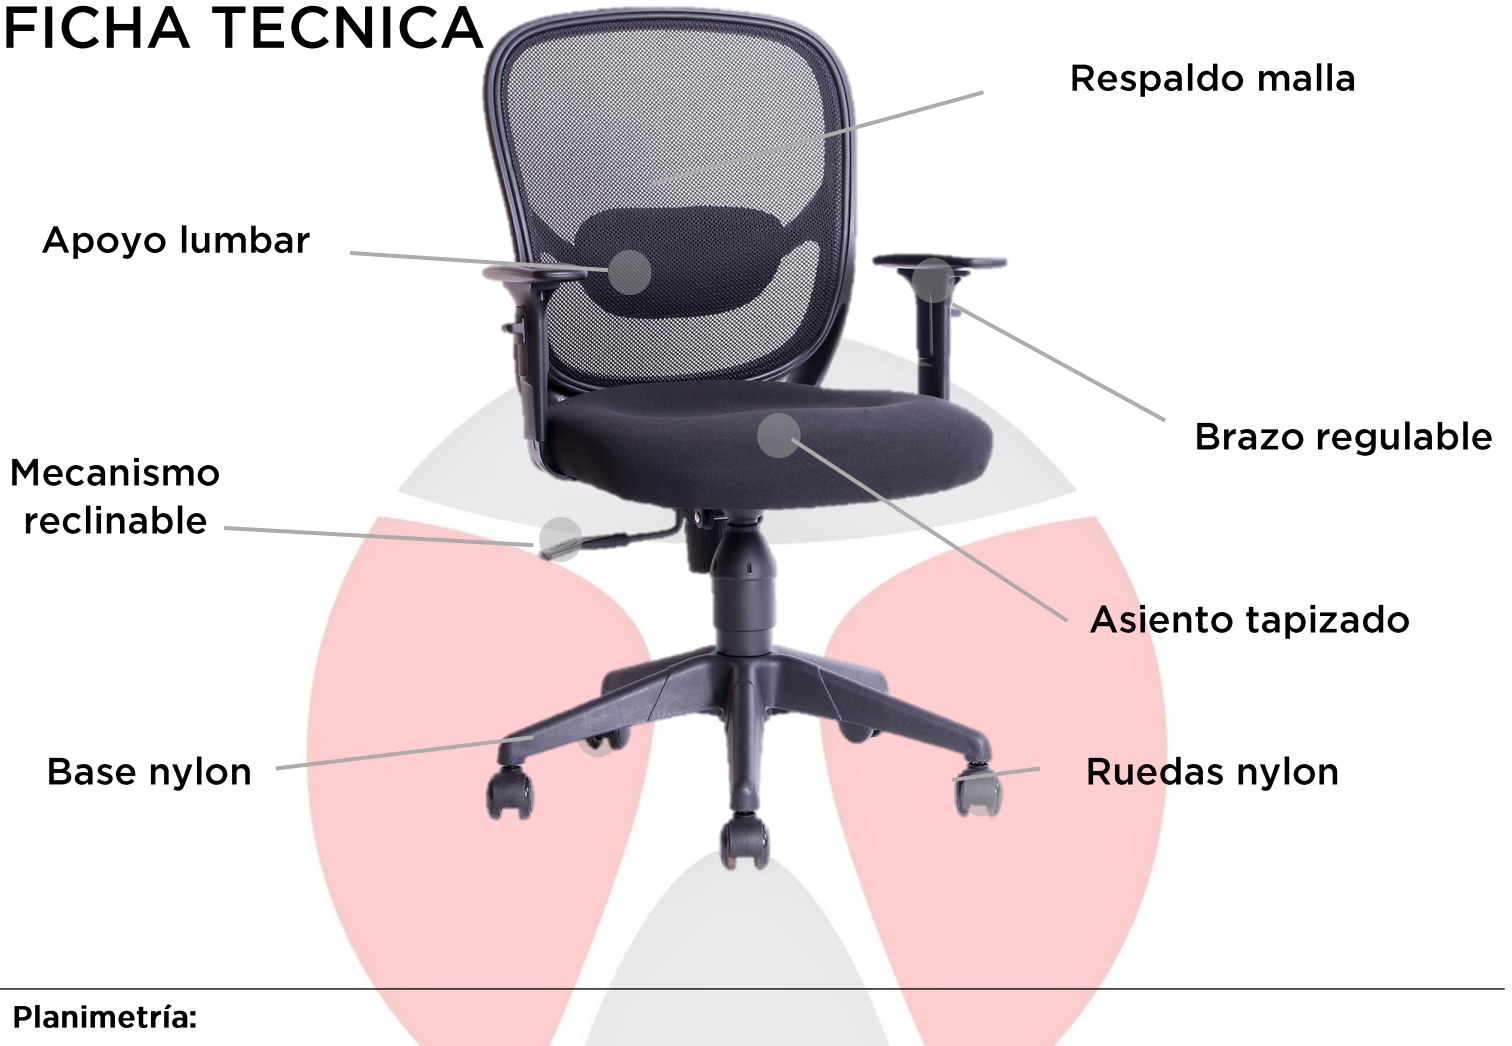 FICHA TECNICA
Respaldo malla
Apoyo lumbar
Brazo regulable
Mecanismo
reclinable
Asiento tapizado
Base nylon
Ruedas nylon
Planimetría: